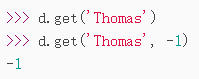 >>> d.get('Thomas')
>>> d.get('Thomas', -1)
-1